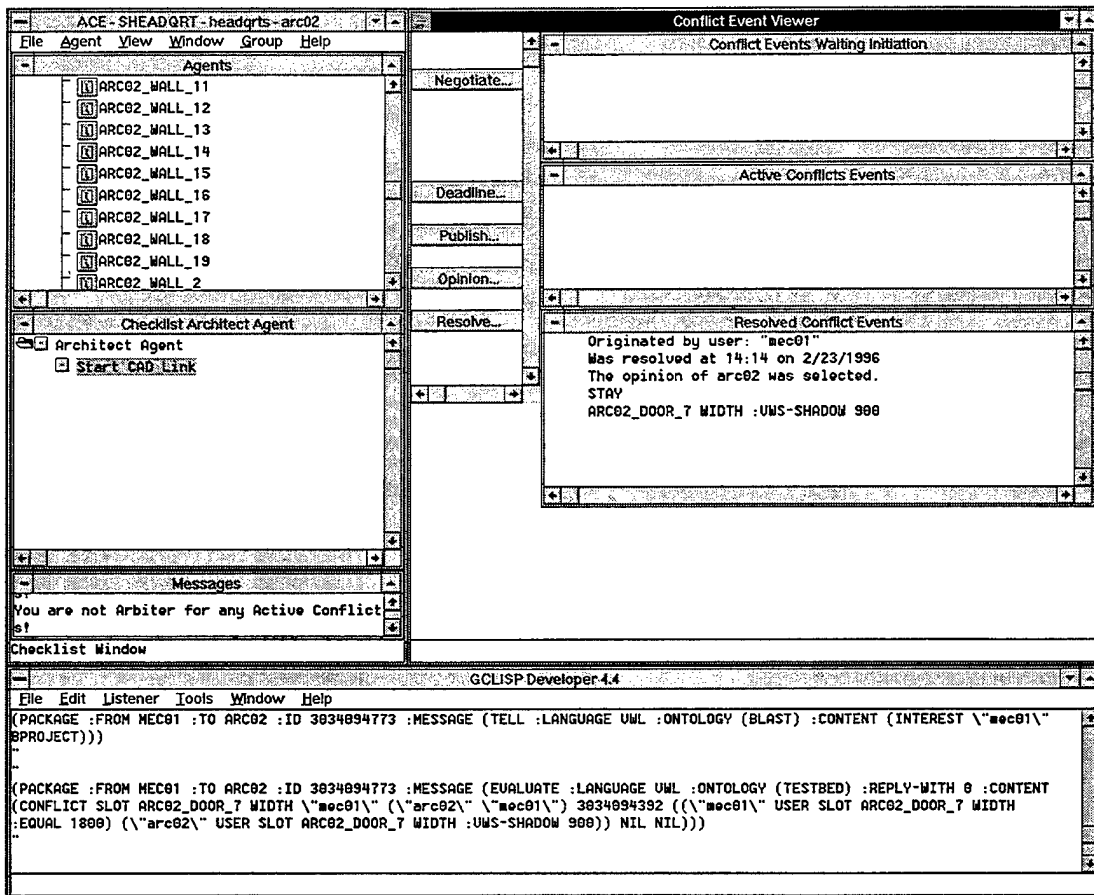 ACE - SHEADQRT - headqrts - arc02
File Agent View Window Group Help
Agents
ARC02_WALL_11
ARC02_WALL_12
ARC02_WALL_13
ARC02_WALL_14
ARC02_WALL_15
ARC02_WALL_16
ARC02_WALL_17
ARC02_WALL_18
ARC02_WALL_19
ARC02_WALL_2
Checklist Architect Agent
Architect Agent
Start CAD Link
Messages
s!
You are not Arbiter for any Active Conflict
s!
Checklist Window
Conflict Event Viewer
Negotiate...
Deadline...
Publish...
Opinion...
Resolve...
Conflict Events Waiting Initiation
Active Conflicts Events
Resolved Conflict Events
Originated by user: "mec01"
Was resolved at 14:14 on 2/23/1996
The opinion of arc02 was selected.
STAY
ARC02_DOOR_7 WIDTH :VWS-SHADOW 900
GCLISP Developer 4.4
File Edit Listener Tools Window Help
(PACKAGE :FROM MEC01 :TO ARC02 :ID 3034094773 :MESSAGE (TELL :LANGUAGE VWL :ONTOLOGY (BLAST) :CONTENT (INTEREST \"mec01\"
BPROJECT)))
"
"
(PACKAGE :FROM MEC01 :TO ARC02 :ID 3034094773 :MESSAGE (EVALUATE :LANGUAGE VWL :ONTOLOGY (TESTBED) :REPLY-WITH 0 :CONTENT
(CONFLICT SLOT ARC02_DOOR_7 WIDTH \"mec01\" (\"arc02\" \"mec01\") 3034094392 ((\"mec01\" USER SLOT ARC02_DOOR_7 WIDTH
:EQUAL 1800) (\"arc02\" USER SLOT ARC02_DOOR_7 WIDTH :VWS-SHADOW 900)) NIL NIL)))
"